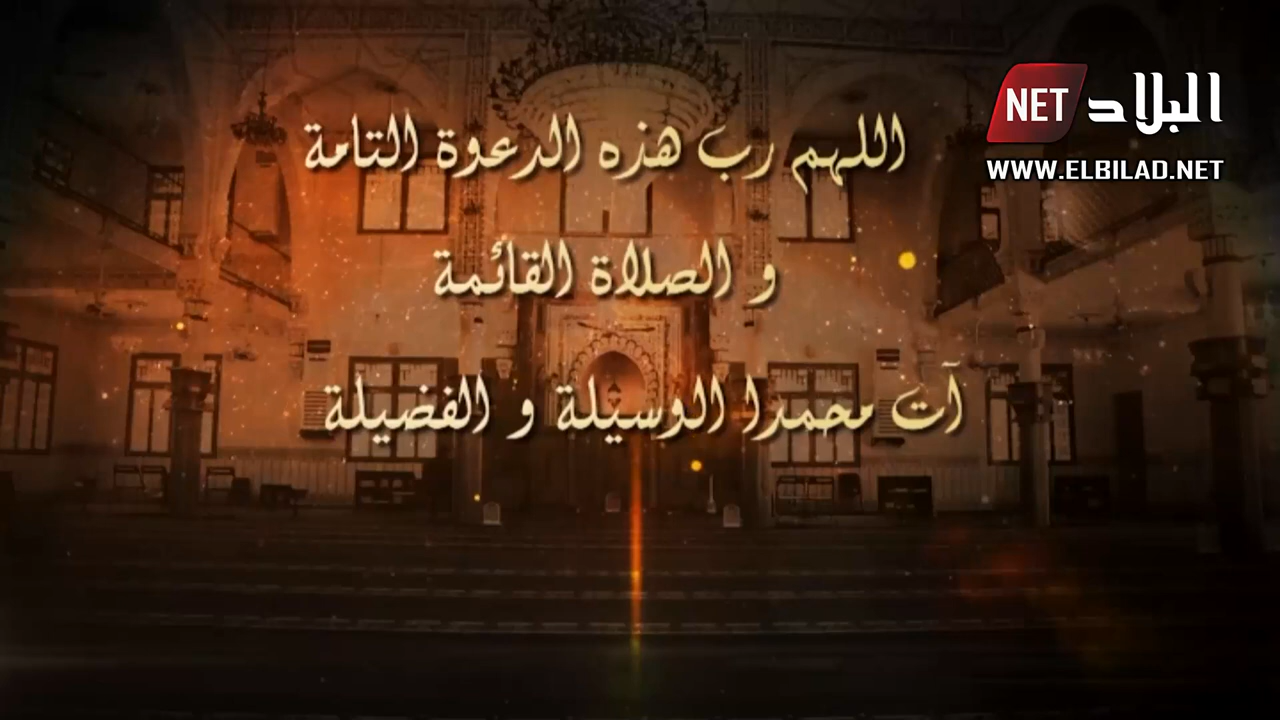 البلاد NET
WWW.ELBILAD.NET
اللهم رب هذه الدعوة التامة
و الصلاة القائمة
آت محمدا الوسيلة و الفضيلة